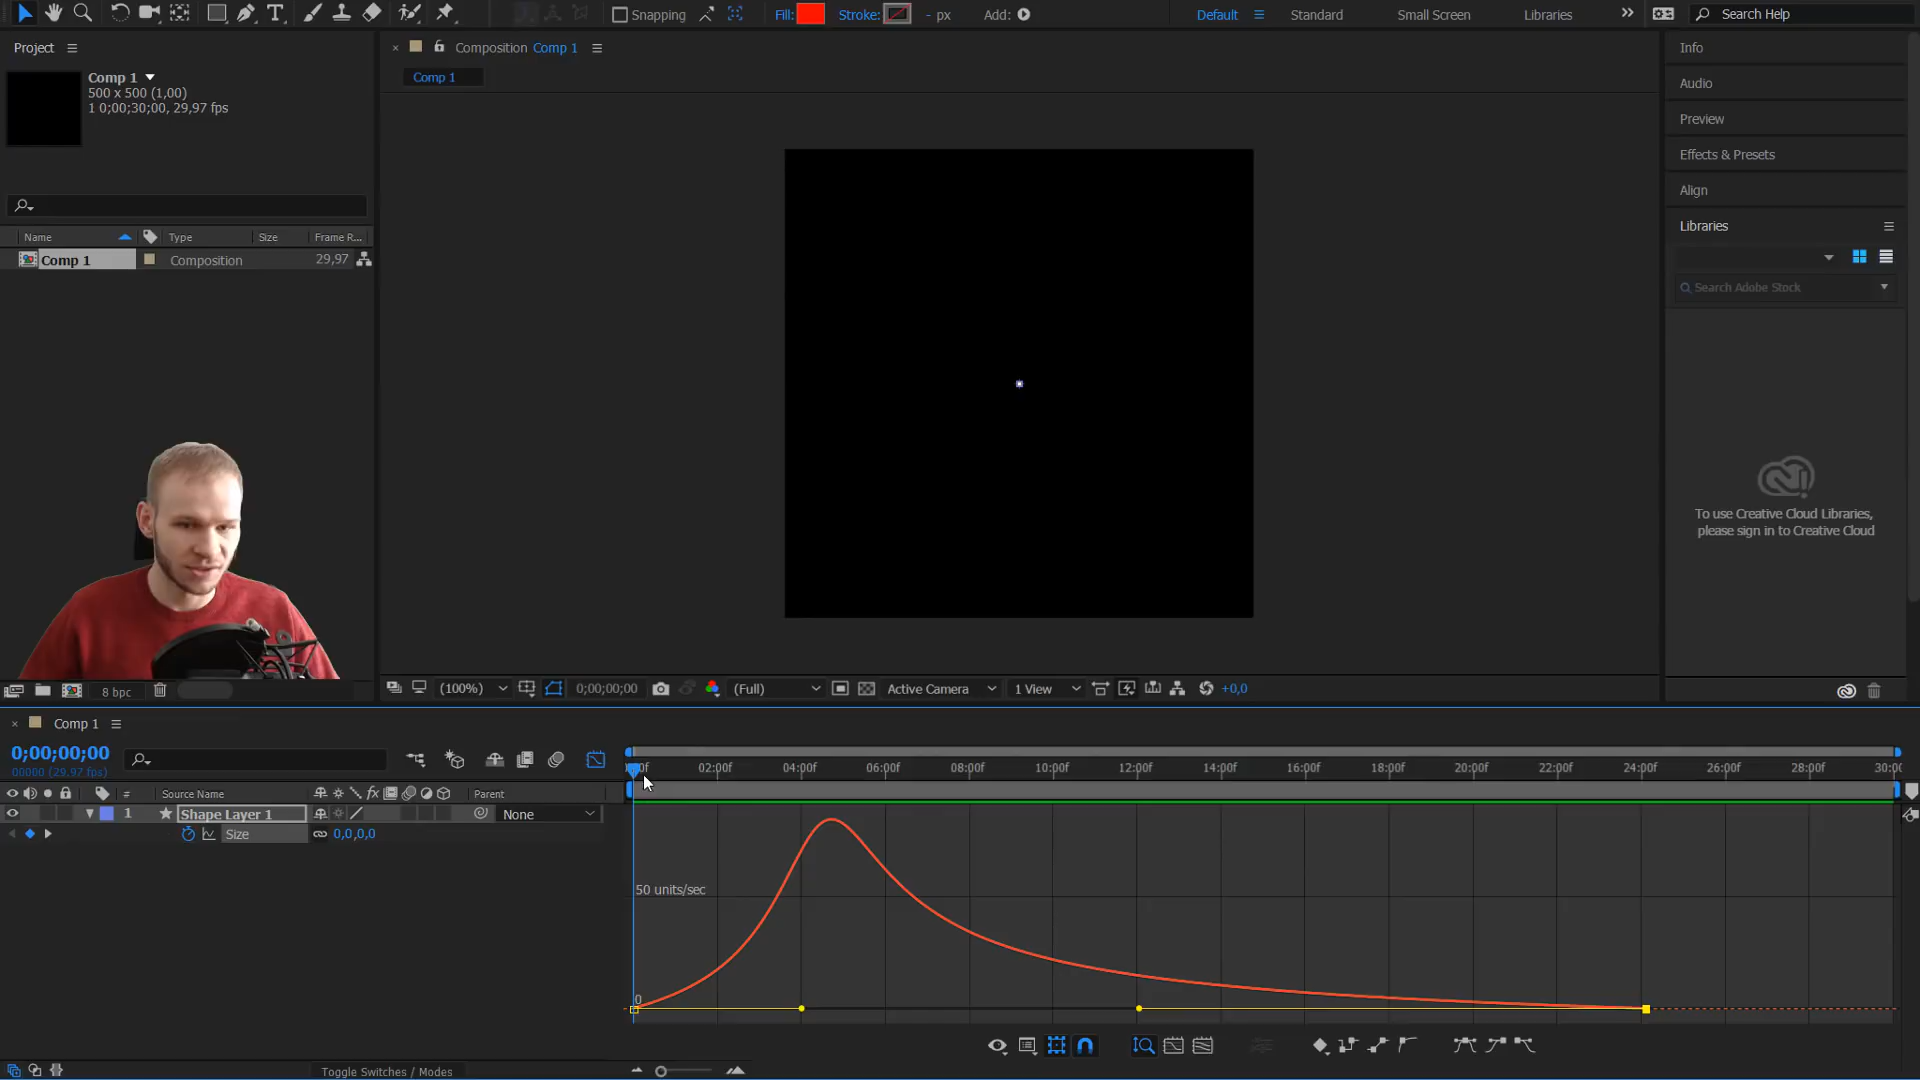 Snapping
Fill:
Stroke:
- px
Add:
Default
Standard
Small Screen
Libraries
Search Help
Project
Composition Comp 1
Info
Comp 1
500 x 500 (1,00)
1 0;00;30;00, 29,97 fps
Comp 1
Audio
Preview
Effects & Presets
Align
Libraries
Name
Type
Size
Frame R...
Comp 1
Composition
29,97
Search Adobe Stock
To use Creative Cloud Libraries,
please sign in to Creative Cloud
8 bpc
(100%)
0;00;00;00
(Full)
Active Camera
1 View
+0,0
Comp 1
0;00;00;00
00000 (29.97 fps)
02:00f
04:00f
06:00f
08:00f
10:00f
12:00f
14:00f
16:00f
18:00f
20:00f
22:00f
24:00f
26:00f
28:00f
#
Source Name
fx
Parent
1
Shape Layer 1
None
Size
0,0,0,0
50 units/sec
0
Toggle Switches / Modes